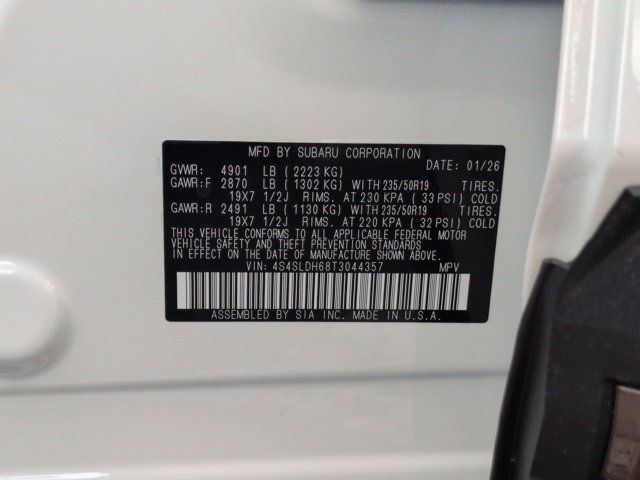 MFD BY SUBARU CORPORATION
DATE: 01/26
GVWR: 4901 LB ( 2223 KG)
GAWR:F 2870 LB ( 1302 KG) WITH 235/50R19 TIRES.
19X7 1/2J RIMS. AT 230 KPA ( 33 PSI) COLD
GAWR:R 2491 LB ( 1130 KG) WITH 235/50R19 TIRES.
19X7 1/2J RIMS. AT 220 KPA ( 32 PSI) COLD
THIS VEHICLE CONFORMS TO ALL APPLICABLE FEDERAL MOTOR
VEHICLE SAFETY AND THEFT PREVENTION STANDARDS
IN EFFECT ON THE DATE OF MANUFACTURE SHOWN ABOVE.
VIN: 4S4SLDH68T3044357 MPV
ASSEMBLED BY SIA INC. MADE IN U.S.A.